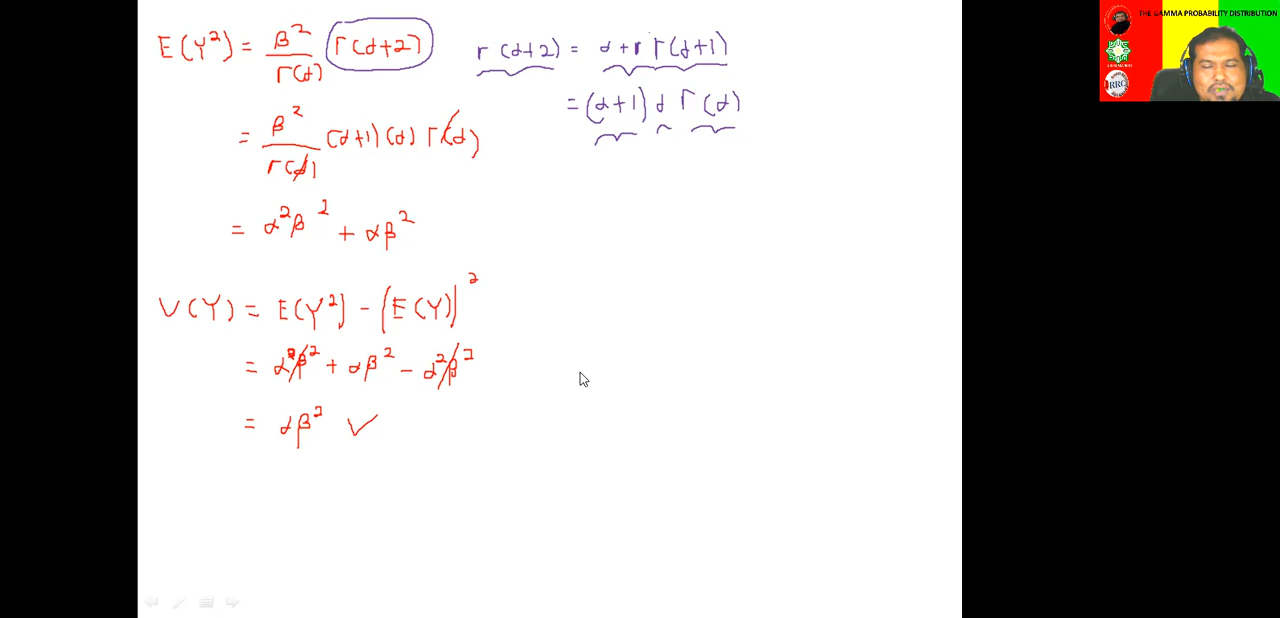 THE GAMMA PROBABILITY DISTRIBUTION
E(Y²) = β²/Γ(α) Γ(α+2)
Γ(α+2) = α+1 Γ(α+1)
= (α+1) α Γ(α)
= β²/Γ(α) (α+1)(α) Γ(α)
= α²β² + αβ²
V(Y) = E(Y²) - (E(Y))²
= α²β² + αβ² - α²β²
= αβ² ✓
RRC